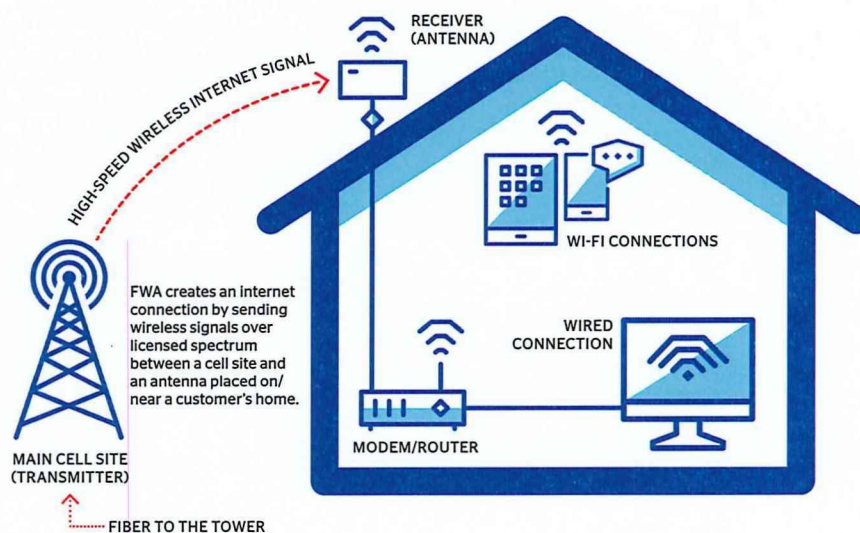 RECEIVER
(ANTENNA)
HIGH-SPEED WIRELESS INTERNET SIGNAL
WI-FI CONNECTIONS
FWA creates an internet
connection by sending
wireless signals over
licensed spectrum
between a cell site and
an antenna placed on/
near a customer's home.
WIRED
CONNECTION
MODEM/ROUTER
MAIN CELL SITE
(TRANSMITTER)
FIBER TO THE TOWER